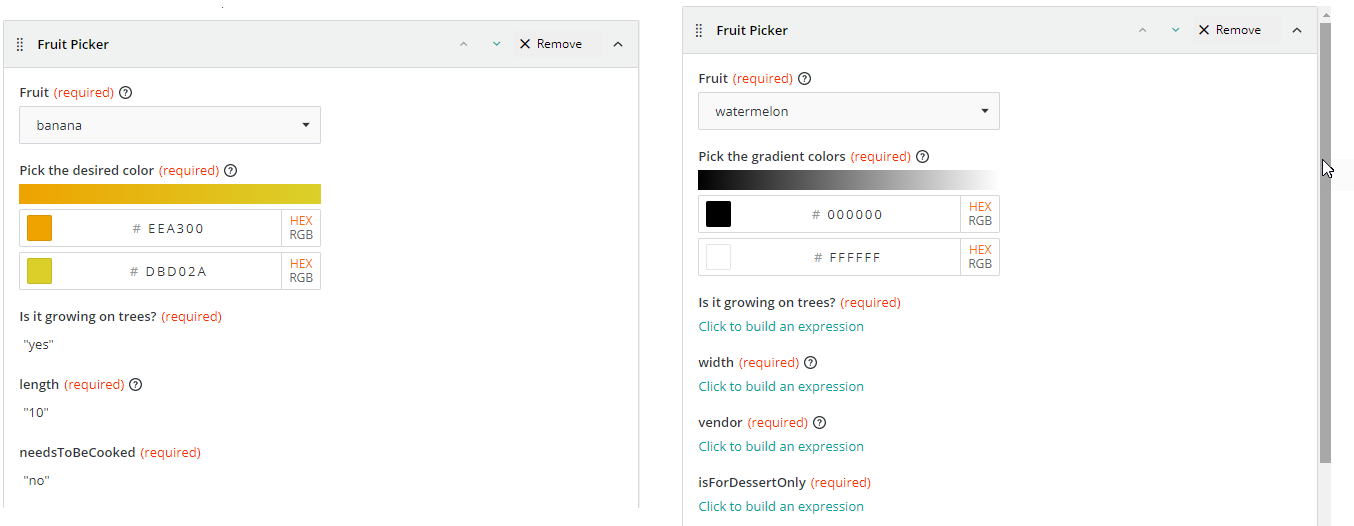 Fruit Picker
Remove
Fruit (required)
banana
Pick the desired color (required)
# EEA300
HEX
RGB
# DBD02A
HEX
RGB
Is it growing on trees? (required)
"yes"
length (required)
"10"
needsToBeCooked (required)
"no"
Fruit Picker
Remove
Fruit (required)
watermelon
Pick the gradient colors (required)
# 000000
HEX
RGB
# FFFFFF
HEX
RGB
Is it growing on trees? (required)
Click to build an expression
width (required)
Click to build an expression
vendor (required)
Click to build an expression
isForDessertOnly (required)
Click to build an expression